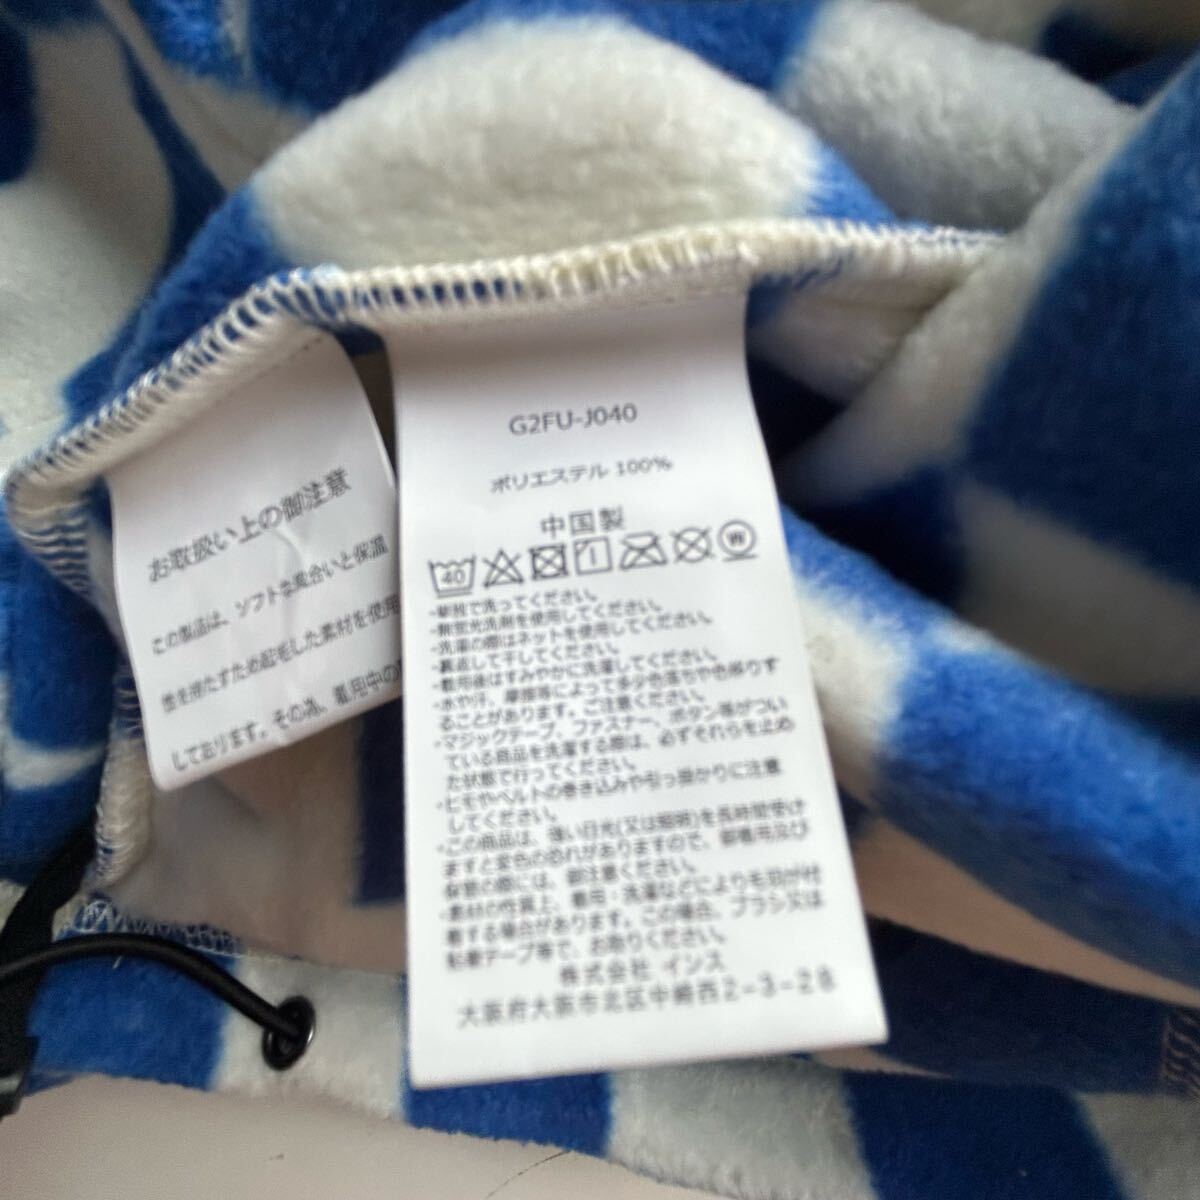 お取扱い上の御注意
この製品は、ソフトな風合いと保温
性を持たすため起毛した素材を使用
しております。その為、着用中の
G2FU-J040
ポリエステル 100%
中国製
40
W
・単独で洗ってください。
・無蛍光洗剤を使用してください。
・洗濯の際はネットを使用してください。
・裏返して干してください。
・着用後はすみやかに洗濯してください。
・水や汗、摩擦等によって多少色落ちや色移りす
ることがあります。ご注意ください。
・マジックテープ、ファスナー、ボタン等がつい
ている商品を洗濯する際は、必ずそれらを止め
た状態で行ってください。
・ヒモやベルトの巻き込みや引っ掛かりに注意
してください。
・この商品は、強い日光(又は照明)を長時間受け
ますと変色の恐れがありますので、御着用及び
保管の際には、御注意ください。
・素材の性質上、着用・洗濯などにより毛羽が付
着する場合があります。この場合、ブラシ又は
粘着テープ等で、お取りください。
株式会社 インス
大阪府大阪市北区中崎西2-3-28